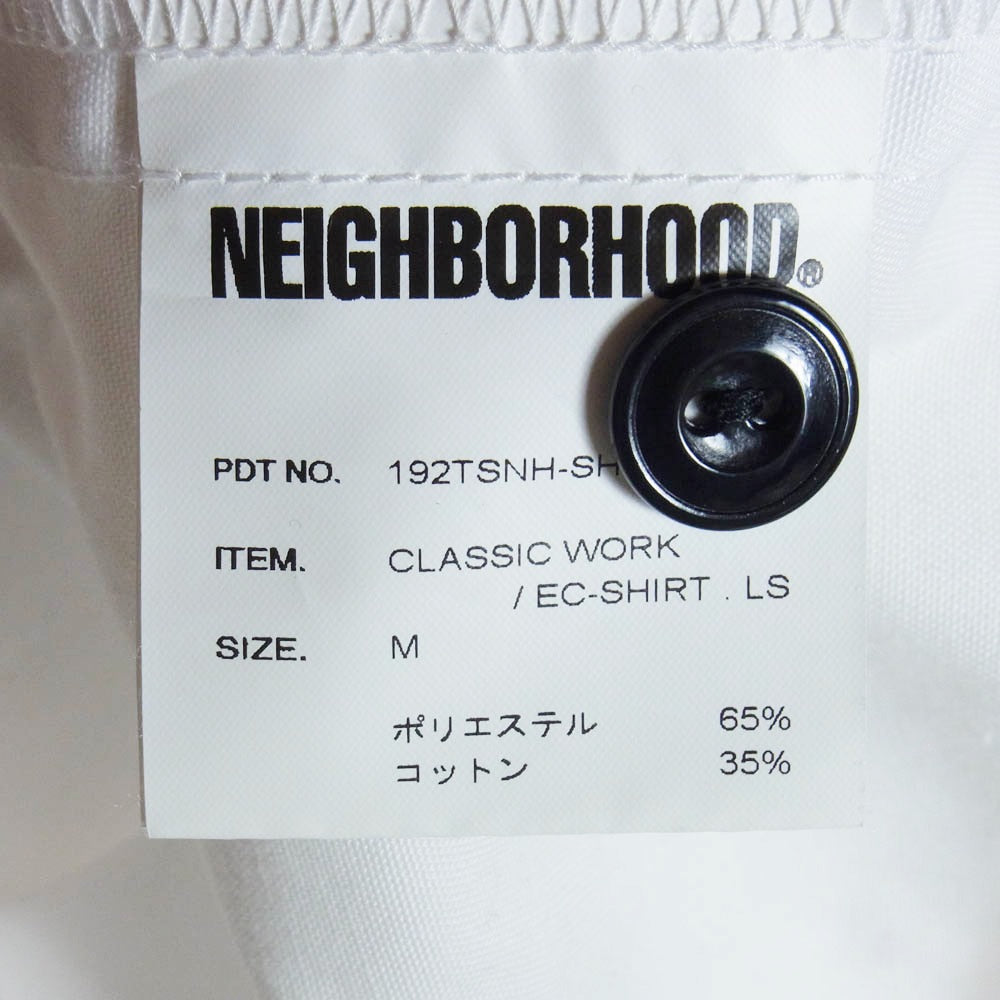 NEIGHBORHOOD®
PDT NO. 192TSNH-SH
ITEM. CLASSIC WORK
/ EC-SHIRT . LS
SIZE. M
ポリエステル 65%
コットン 35%